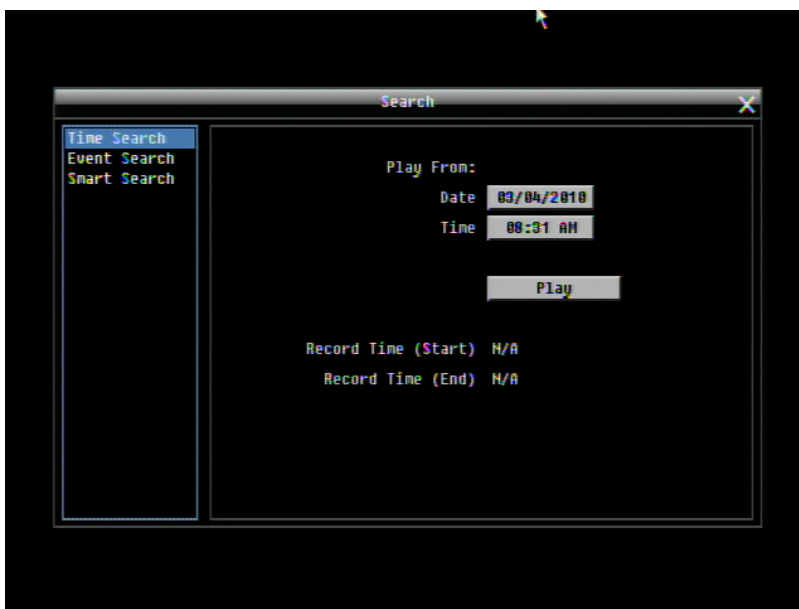 Search
X
Time Search
Event Search
Smart Search
Play From:
Date 03/04/2010
Time 08:31 AM
Play
Record Time (Start) N/A
Record Time (End) N/A